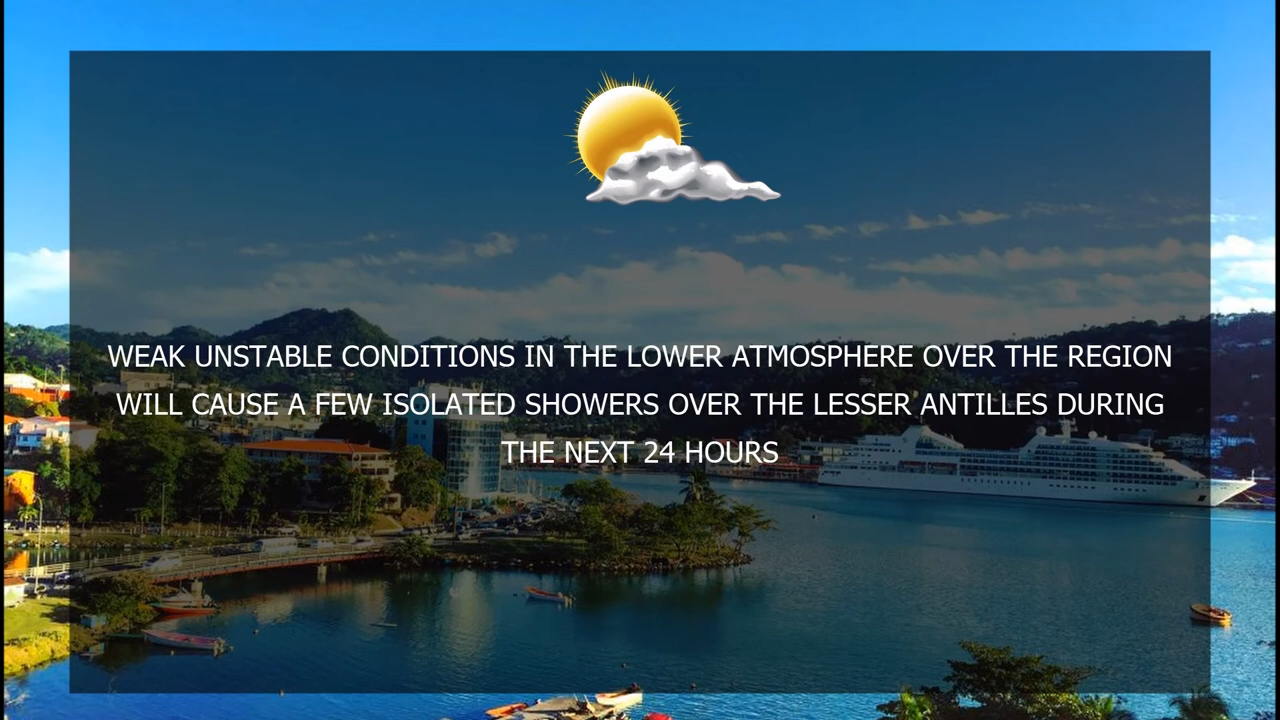 WEAK UNSTABLE CONDITIONS IN THE LOWER ATMOSPHERE OVER THE REGION
WILL CAUSE A FEW ISOLATED SHOWERS OVER THE LESSER ANTILLES DURING
THE NEXT 24 HOURS